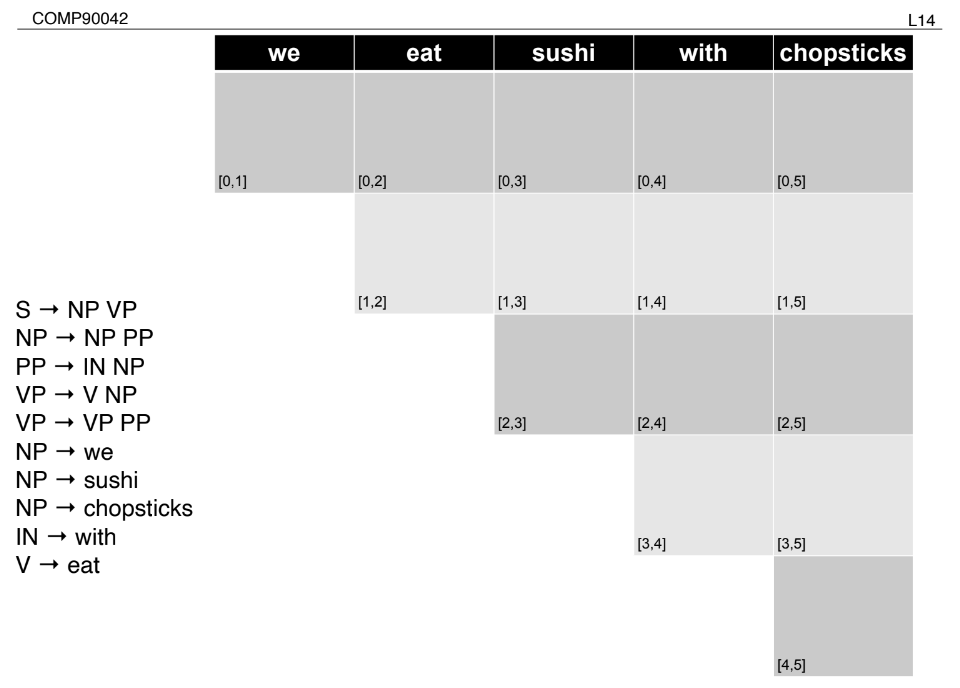 COMP90042 L14
we eat sushi with chopsticks
[0,1] [0,2] [0,3] [0,4] [0,5]
[1,2] [1,3] [1,4] [1,5]
S → NP VP
NP → NP PP
PP → IN NP
VP → V NP
VP → VP PP
[2,3] [2,4] [2,5]
NP → we
NP → sushi
NP → chopsticks
IN → with
[3,4] [3,5]
V → eat
[4,5]